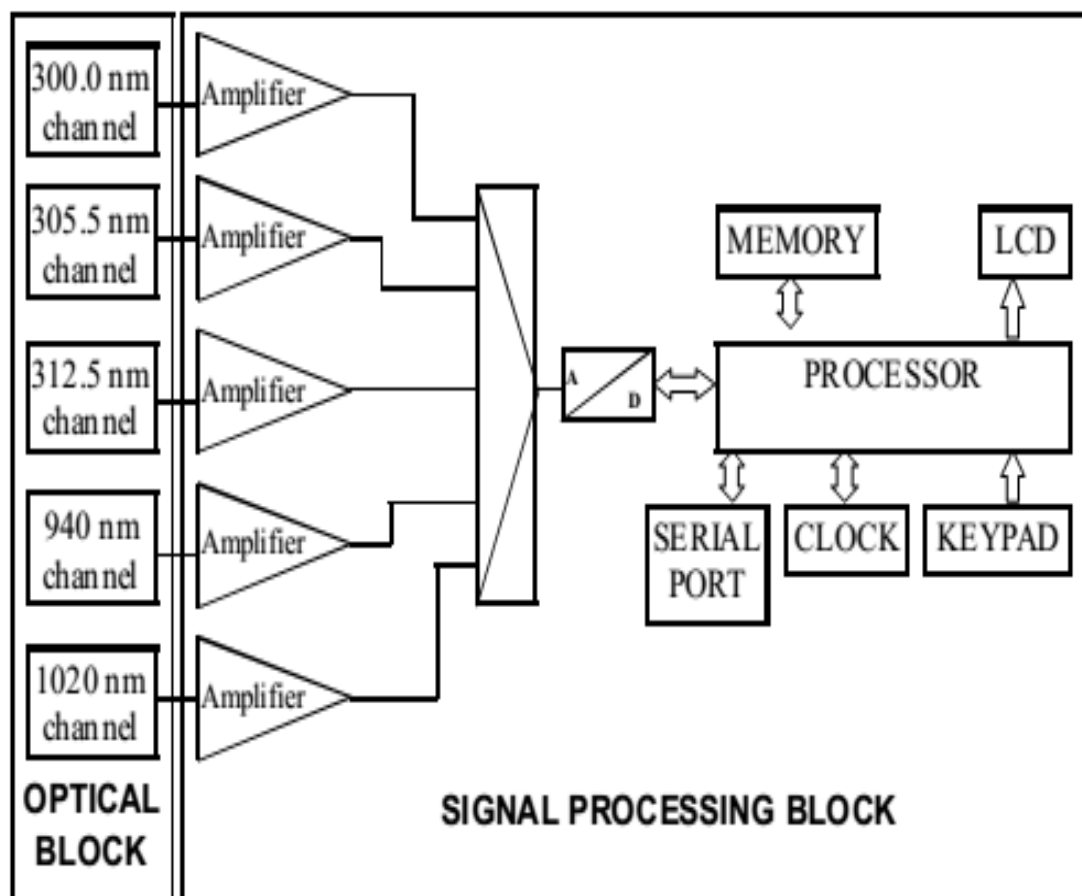 300.0 nm
channel
Amplifier
305.5 nm
channel
Amplifier
312.5 nm
channel
Amplifier
940 nm
channel
Amplifier
1020 nm
channel
Amplifier
A
D
MEMORY
LCD
PROCESSOR
SERIAL
PORT
CLOCK
KEYPAD
OPTICAL
BLOCK
SIGNAL PROCESSING BLOCK